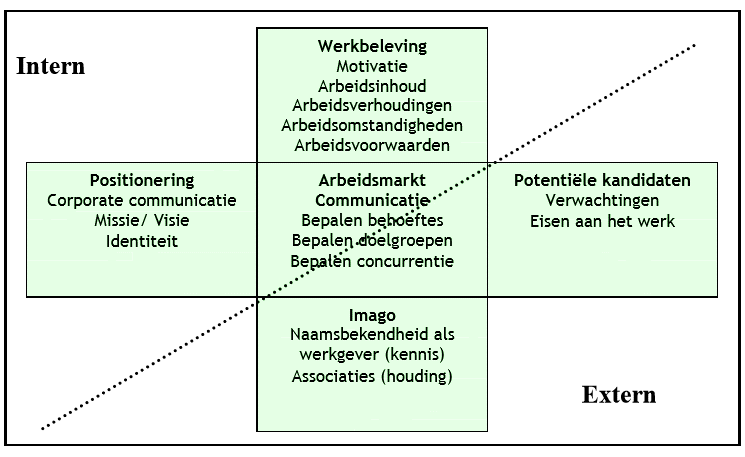 Intern
Werkbeleving
Motivatie
Arbeidsinhoud
Arbeidsverhoudingen
Arbeidsomstandigheden
Arbeidsvoorwaarden
Positionering
Corporate communicatie
Missie/ Visie
Identiteit
Arbeidsmarkt
Communicatie
Bepalen behoeftes
Bepalen doelgroepen
Bepalen concurrentie
Potentiële kandidaten
Verwachtingen
Eisen aan het werk
Imago
Naamsbekendheid als
werkgever (kennis)
Associaties (houding)
Extern